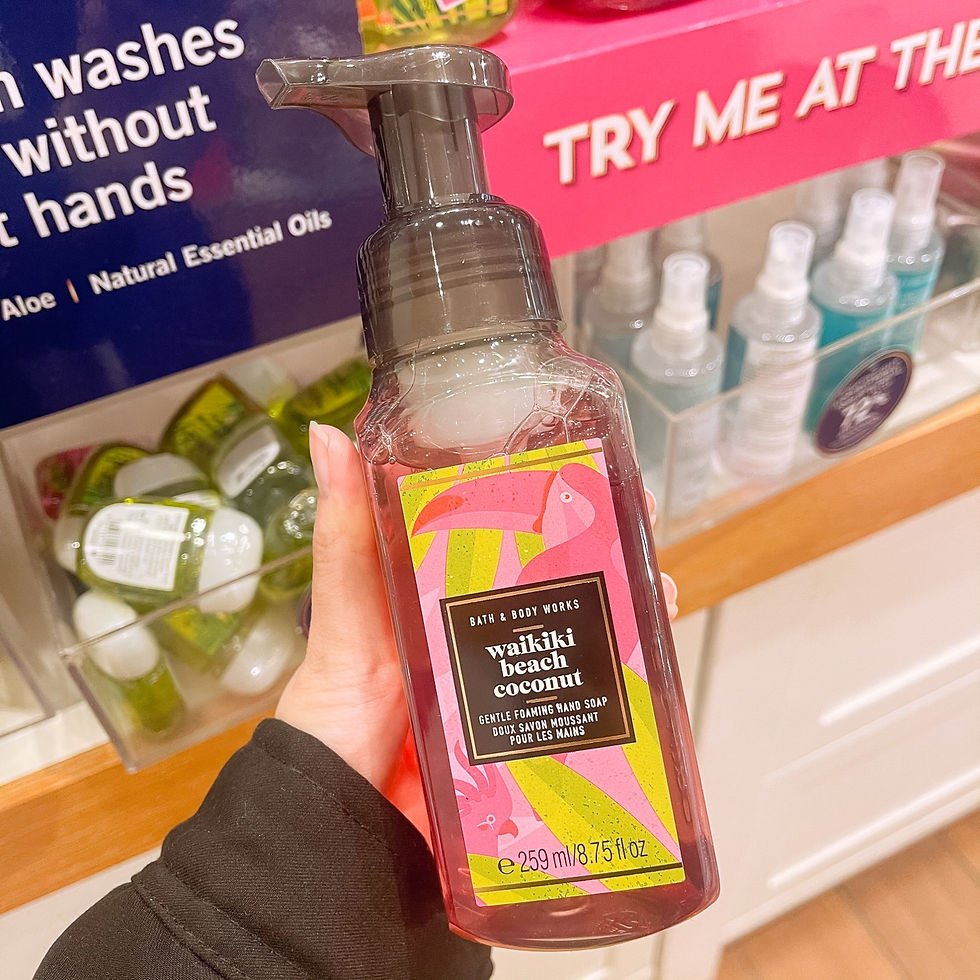 washes
without
hands
Aloe | Natural Essential Oils
TRY ME AT THE
BATH & BODY WORKS
waikiki
beach
coconut
GENTLE FOAMING HAND SOAP
DOUX SAVON MOUSSANT
POUR LES MAINS
e 259 ml/8.75 fl oz